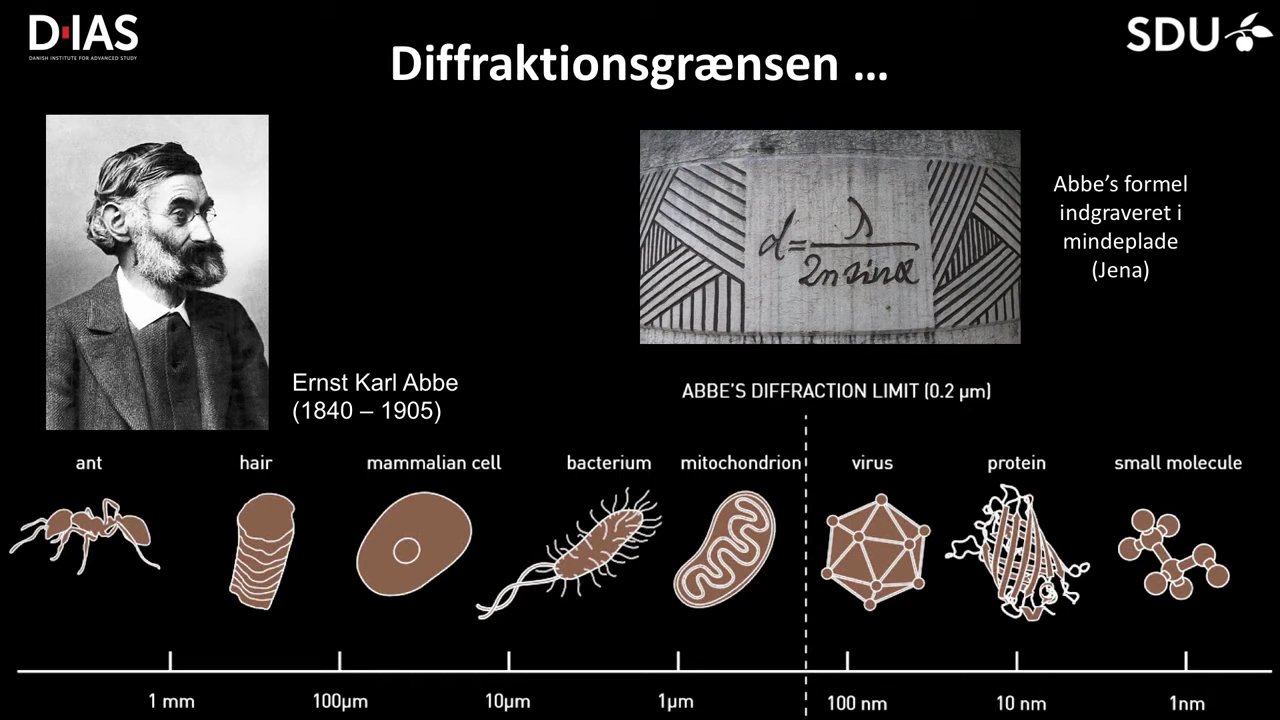 D·IAS
DANISH INSTITUTE FOR ADVANCED STUDY
SDU
Diffraktionsgrænsen ...
Abbe’s formel
indgraveret i
mindeplade
(Jena)
d = λ / 2n sin α
Ernst Karl Abbe
(1840 – 1905)
ABBE'S DIFFRACTION LIMIT (0.2 µm)
ant hair mammalian cell bacterium mitochondrion virus protein small molecule
1 mm 100µm 10µm 1µm 100 nm 10 nm 1nm